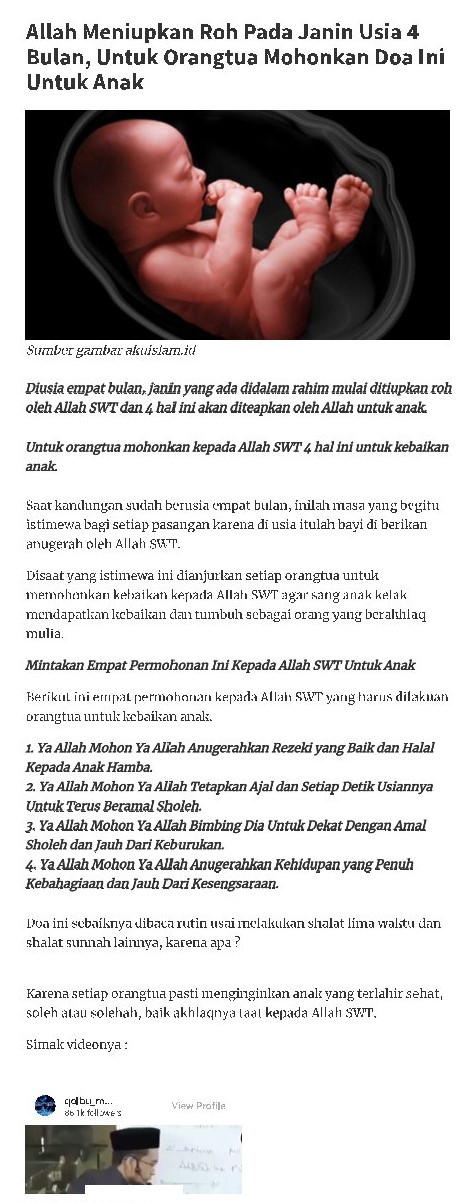 Allah Meniupkan Roh Pada Janin Usia 4
Bulan, Untuk Orangtua Mohonkan Doa Ini
Untuk Anak
Sumber gambar akuislam.id
Diusia empat bulan, janin yang ada didalam rahim mulai ditiupkan roh
oleh Allah SWT dan 4 hal ini akan diteapkan oleh Allah untuk anak.
Untuk orangtua mohonkan kepada Allah SWT 4 hal ini untuk kebaikan
anak.
Saat kandungan sudah berusia empat bulan, inilah masa yang begitu
istimewa bagi setiap pasangan karena di usia itulah bayi di berikan
anugerah oleh Allah SWT.
Disaat yang istimewa ini dianjurkan setiap orangtua untuk
memohonkan kebaikan kepada Allah SWT agar sang anak kelak
mendapatkan kebaikan dan tumbuh sebagai orang yang berakhlaq
mulia.
Mintakan Empat Permohonan Ini Kepada Allah SWT Untuk Anak
Berikut ini empat permohonan kepada Allah SWT yang harus dilakuan
orangtua untuk kebaikan anak.
1. Ya Allah Mohon Ya Allah Anugerahkan Rezeki yang Baik dan Halal
Kepada Anak Hamba.
2. Ya Allah Mohon Ya Allah Tetapkan Ajal dan Setiap Detik Usiannya
Untuk Terus Beramal Sholeh.
3. Ya Allah Mohon Ya Allah Bimbing Dia Untuk Dekat Dengan Amal
Sholeh dan Jauh Dari Keburukan.
4. Ya Allah Mohon Ya Allah Anugerahkan Kehidupan yang Penuh
Kebahagiaan dan Jauh Dari Kesengsaraan.
Doa ini sebaiknya dibaca rutin usai melakukan shalat lima waktu dan
shalat sunnah lainnya, karena apa ?
Karena setiap orangtua pasti menginginkan anak yang terlahir sehat,
soleh atau solehah, baik akhlaqnya taat kepada Allah SWT.
Simak videonya :
qolbu_m...
View Profile
followers